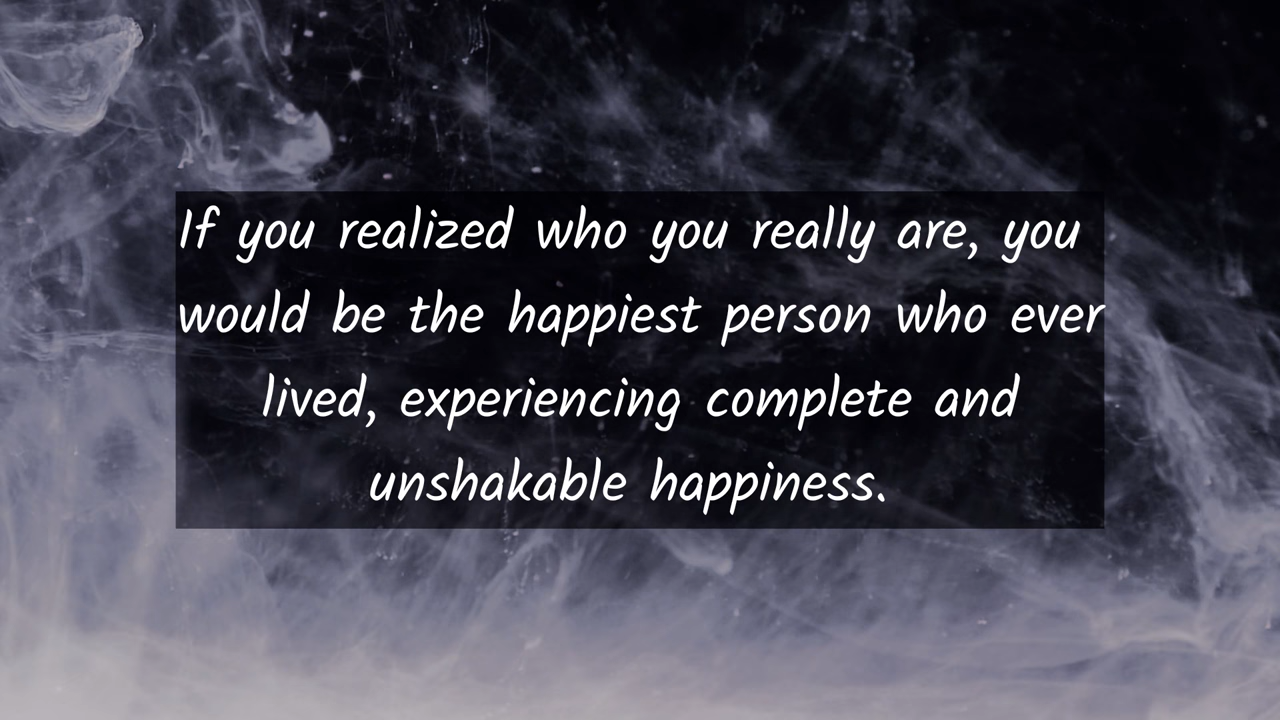 If you realized who you really are, you
would be the happiest person who ever
lived, experiencing complete and
unshakable happiness.